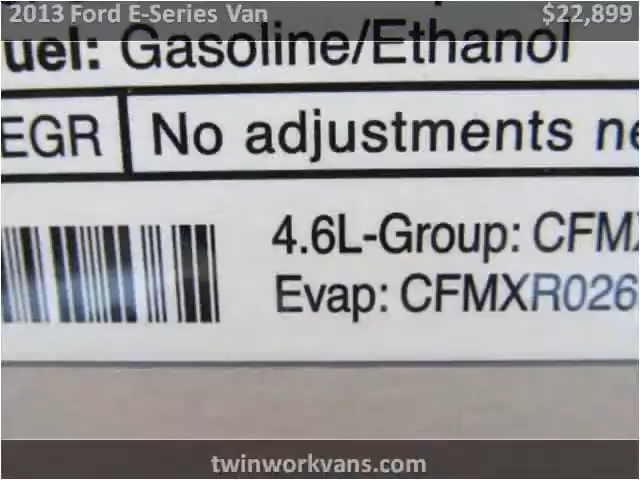 2013 Ford E-Series Van $22,899
uel: Gasoline/Ethanol
EGR No adjustments ne
4.6L-Group: CFMX
Evap: CFMXR026
twinworkvans.com